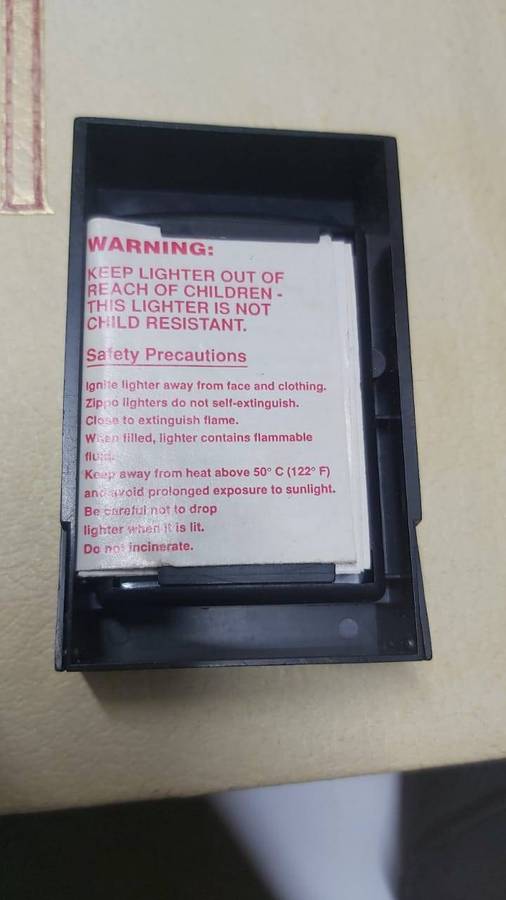 WARNING:
KEEP LIGHTER OUT OF
REACH OF CHILDREN -
THIS LIGHTER IS NOT
CHILD RESISTANT.
Safety Precautions
Ignite lighter away from face and clothing.
Zippo lighters do not self-extinguish.
Close to extinguish flame.
When filled, lighter contains flammable
fluid.
Keep away from heat above 50° C (122° F)
and avoid prolonged exposure to sunlight.
Be careful not to drop
lighter when it is lit.
Do not incinerate.